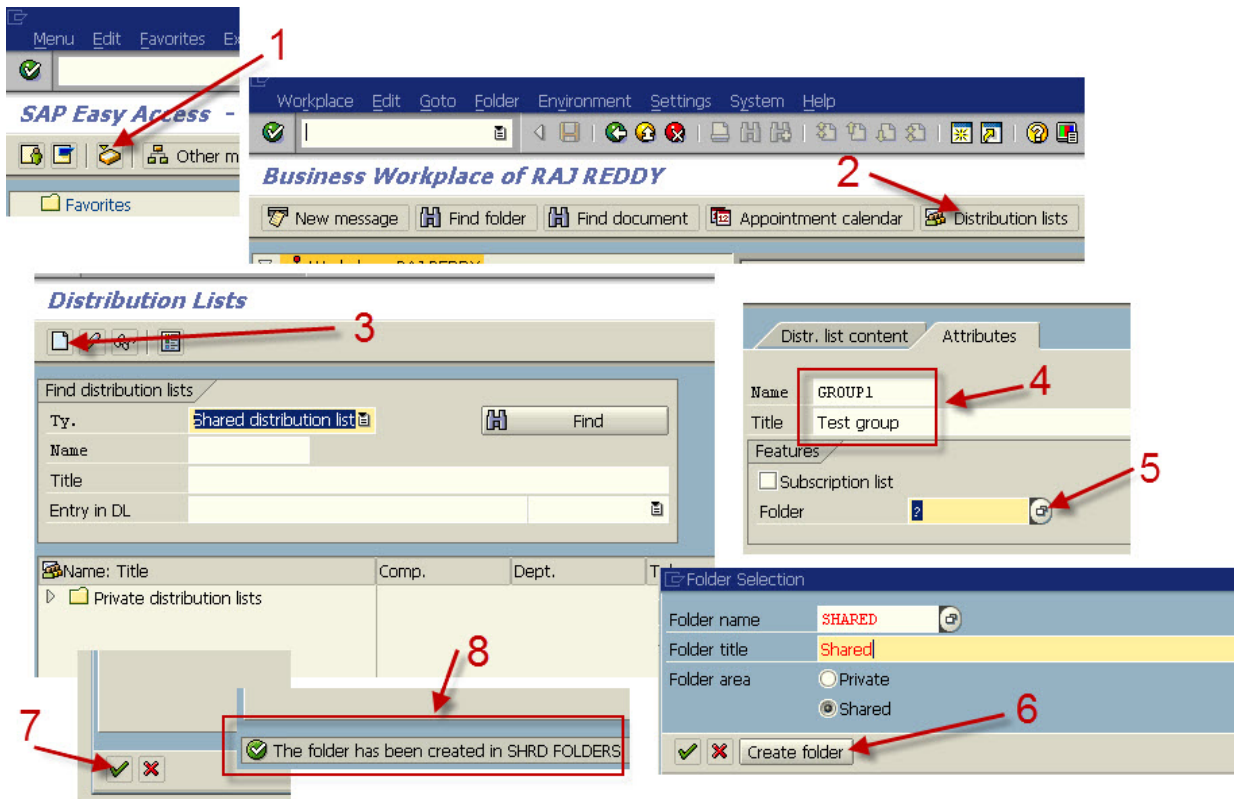 Menu Edit Favorites Ex
1
SAP Easy Access -
Other m
Favorites
Workplace Edit Goto Folder Environment Settings System Help
Business Workplace of RAJ REDDY
2
New message Find folder Find document 12 Appointment calendar Distribution lists
Distribution Lists
3
Find distribution lists
Ty. Shared distribution list Find
Name
Title
Entry in DL
Name: Title Comp. Dept.
Private distribution lists
Distr. list content Attributes
4
Name GROUP1
Title Test group
Features
5
Subscription list
Folder ?
Folder Selection
Folder name SHARED
Folder title Shared
Folder area Private
Shared
6
Create folder
7
8
The folder has been created in SHRD FOLDERS